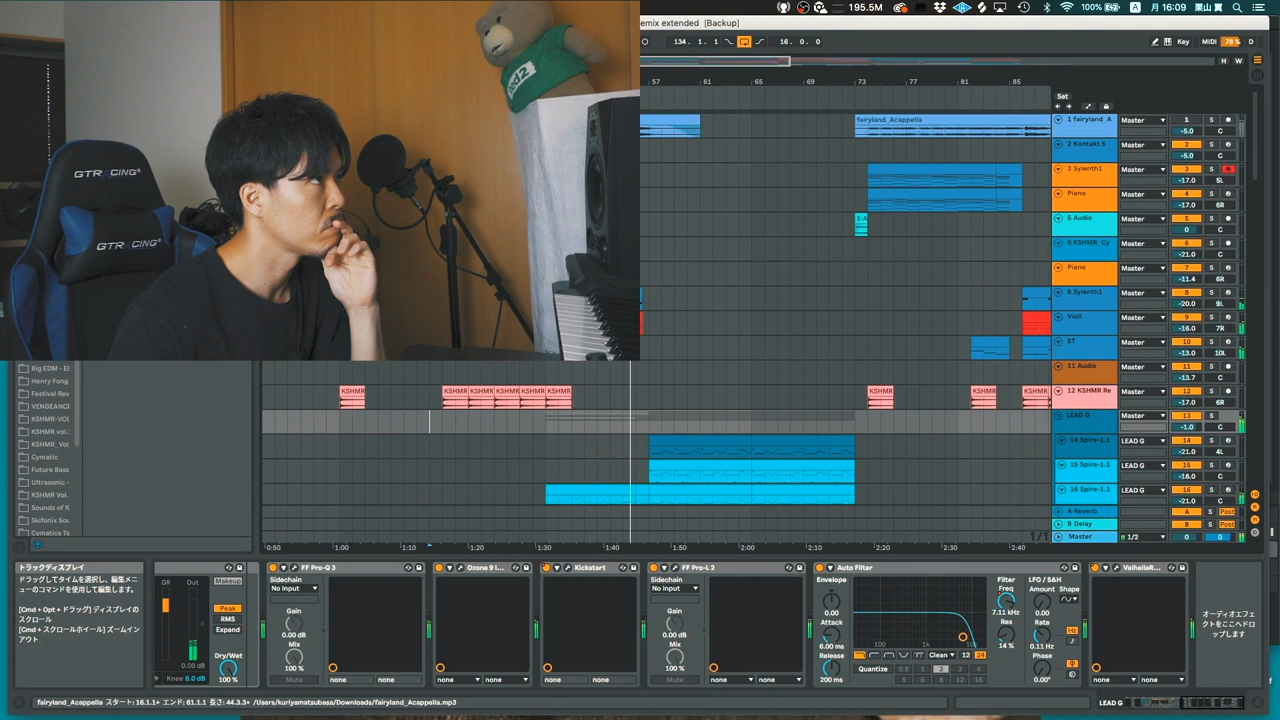 195.5M
100%
A
月 16:09 栗山 翼
emix extended [Backup]
134. 1. 1
16. 0. 0
Key
MIDI
78 %
D
H W
57 61 65 69 73 77 81 85
Set
fairyland_Acappella
1 fairyland_A Master 1 S
-5.0 C
2 Kontakt 5 Master 2 S
-5.0 C
3 Sylenth1 Master 3 S
-17.0 5L
Piano Master 4 S
-17.0 6R
5-A
5 Audio Master 5 S
0 C
6 KSHMR_Cy Master 6 S
-21.0 C
Piano Master 7 S
-11.4 6R
8 Sylenth1 Master 8 S
-20.0 9L
Violi Master 9 S
-16.0 7R
ST Master 10 S
-13.0 10L
11 Audio Master 11 S
-13.7 C
KSHMR KSHMR KSHMR KSHMR KSHMR KSHMR KSHMR KSHMR KSHMR
12 KSHMR Re Master 12 S
-17.0 6R
LEAD G Master 13 S
-1.0 C
14 Spire-1.1 LEAD G 14 S
-21.0 4L
15 Spire-1.1 LEAD G 15 S
-18.0 C
16 Spire-1.1 LEAD G 16 S
-21.0 C
A Reverb A S Post
B Delay B S Post
Master 1/2 0 0
1/1
0:50 1:00 1:10 1:20 1:30 1:40 1:50 2:00 2:10 2:20 2:30 2:40
GTRACING
GTRACING
ted2
Big EDM - El
Henry Fong
Festival Rev
VENGEANCE
KSHMR-VOL
KSHMR vol.
KSHMR_Vol
Cymatic
Future Bass
Ultrasonic -
KSHMR Vol.
Sounds of K
Skifonix Sou
Cymatics Te
トラックディスプレイ
ドラッグしてタイムを選択し、編集メニューのコマンドを使用して編集します。
[Cmd + Opt + ドラッグ] ディスプレイのスクロール
[Cmd + スクロールホイール] ズームインアウト
GR Out
Makeup
Peak
RMS
Expand
0.00 dB
Knee 6.0 dB
Dry/Wet
100 %
FF Pro-Q 3
Sidechain
No Input
Gain
0.00 dB
Mix
100 %
Mute
none none
Ozone 9 I...
none none
Kickstart
none none
FF Pro-L 2
Sidechain
No Input
Gain
0.00 dB
Mix
100 %
Mute
none none
Auto Filter
Envelope
0.00
Attack
6.00 ms
Release
200 ms
100 1k 10k
Clean 12 24
Quantize 0.5 1 2 3 4
5 6 8 12 16
Filter
Freq
7.11 kHz
Res
14 %
LFO / S&H
Amount Shape
0.00
Rate
Hz
0.11 Hz
Phase
0.00°
ValhallaR...
none none
オーディオエフェクトをここへドロップします
fairyland_Acappella スタート: 16.1.1+ エンド: 61.1.1 長さ: 44.3.3+ /Users/kuriyamatsubasa/Downloads/fairyland_Acappella.mp3
LEAD G